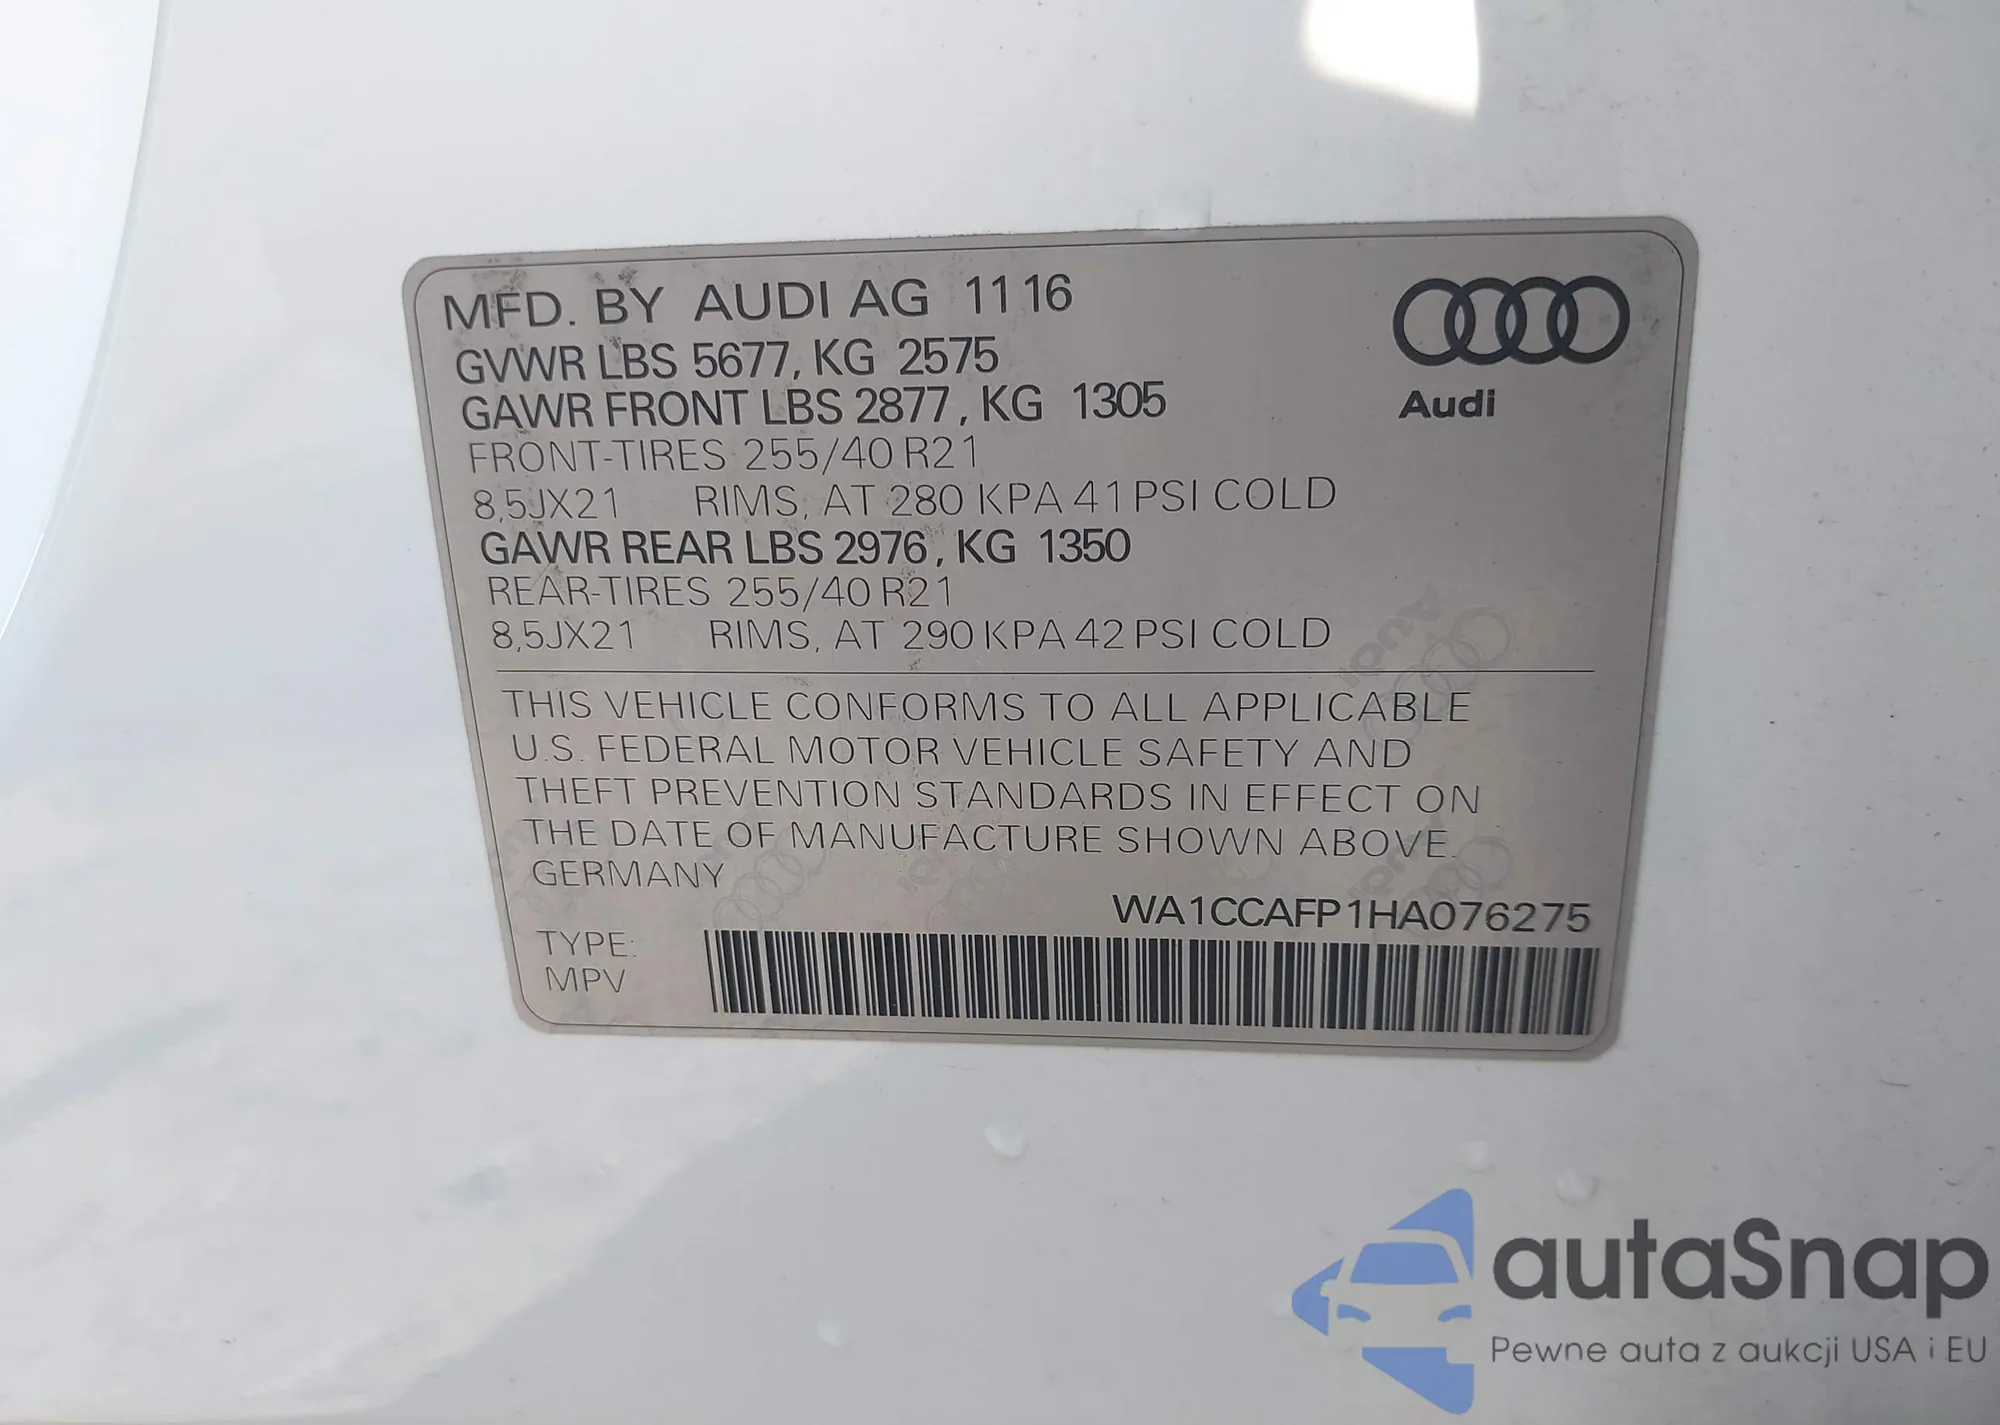 MFD. BY AUDI AG 11 16
GVWR LBS 5677, KG 2575
GAWR FRONT LBS 2877, KG 1305
FRONT-TIRES 255/40 R21
8,5JX21 RIMS, AT 280 KPA 41 PSI COLD
GAWR REAR LBS 2976, KG 1350
REAR-TIRES 255/40 R21
8,5JX21 RIMS, AT 290 KPA 42 PSI COLD
Audi
THIS VEHICLE CONFORMS TO ALL APPLICABLE
U.S. FEDERAL MOTOR VEHICLE SAFETY AND
THEFT PREVENTION STANDARDS IN EFFECT ON
THE DATE OF MANUFACTURE SHOWN ABOVE.
GERMANY
WA1CCAFP1HA076275
TYPE:
MPV
autaSnap
Pewne auta z aukcji USA i EU